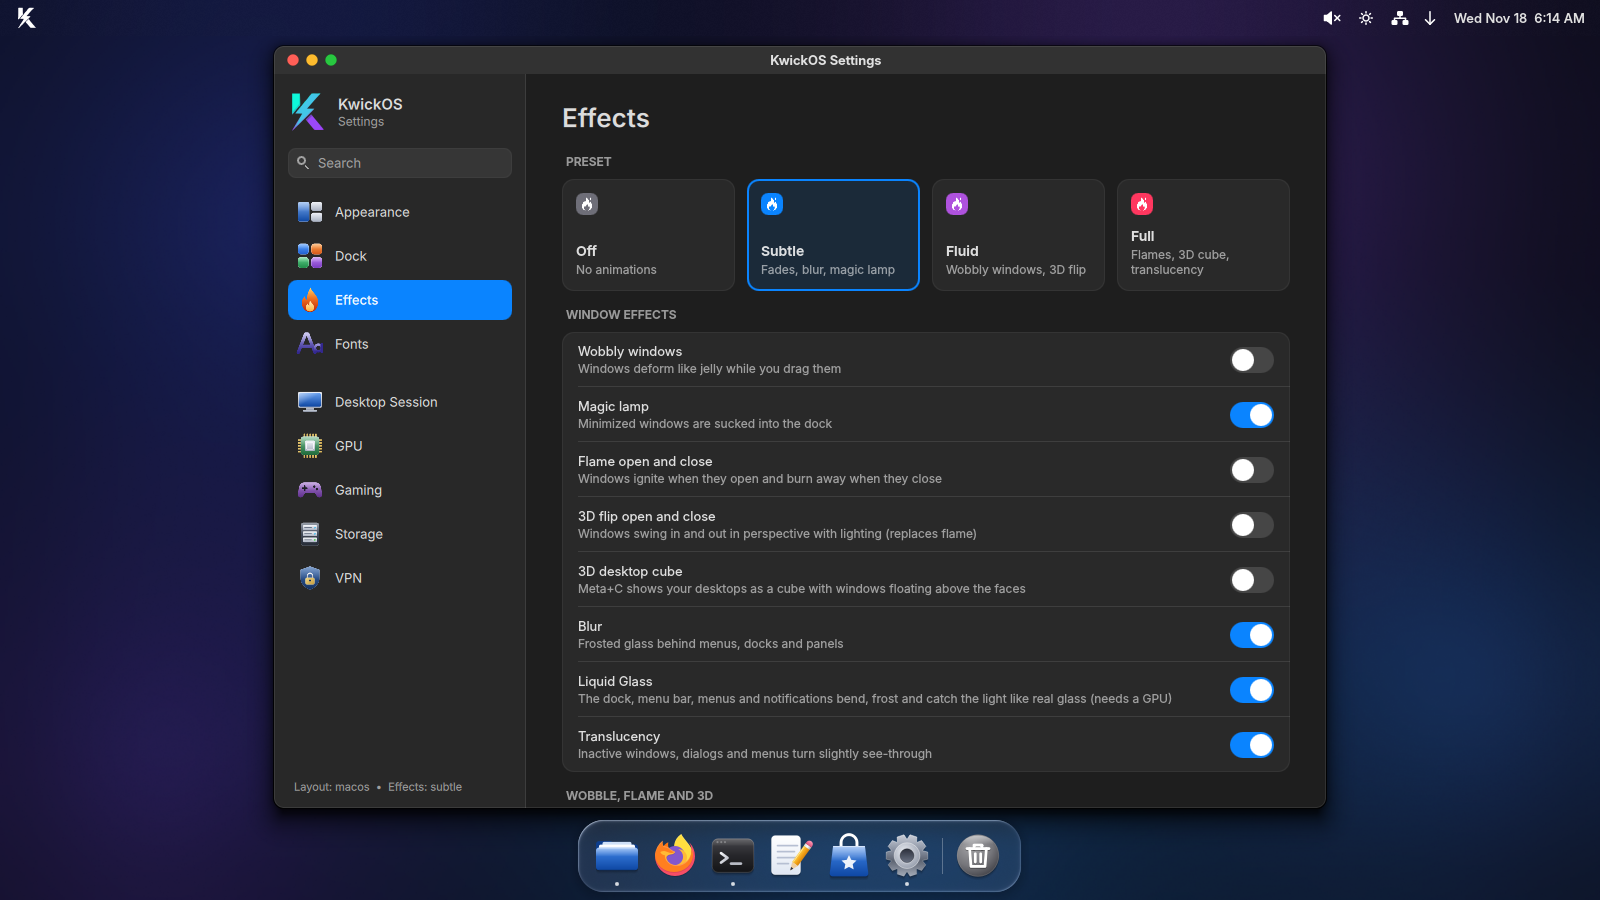 Wed Nov 18 6:14 AM
KwickOS Settings
KwickOS
Settings
Search
Appearance
Dock
Effects
Fonts
Desktop Session
GPU
Gaming
Storage
VPN
Layout: macos • Effects: subtle
Effects
PRESET
Off
No animations
Subtle
Fades, blur, magic lamp
Fluid
Wobbly windows, 3D flip
Full
Flames, 3D cube,
translucency
WINDOW EFFECTS
Wobbly windows
Windows deform like jelly while you drag them
Magic lamp
Minimized windows are sucked into the dock
Flame open and close
Windows ignite when they open and burn away when they close
3D flip open and close
Windows swing in and out in perspective with lighting (replaces flame)
3D desktop cube
Meta+C shows your desktops as a cube with windows floating above the faces
Blur
Frosted glass behind menus, docks and panels
Liquid Glass
The dock, menu bar, menus and notifications bend, frost and catch the light like real glass (needs a GPU)
Translucency
Inactive windows, dialogs and menus turn slightly see-through
WOBBLE, FLAME AND 3D